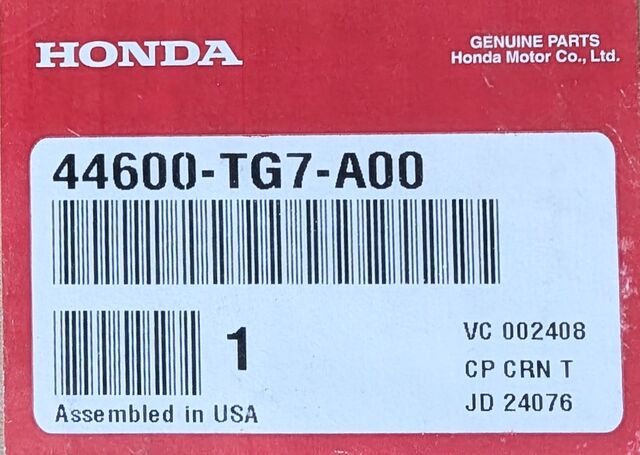 HONDA
GENUINE PARTS
Honda Motor Co., Ltd.
44600-TG7-A00
1
VC 002408
CP CRN T
JD 24076
Assembled in USA